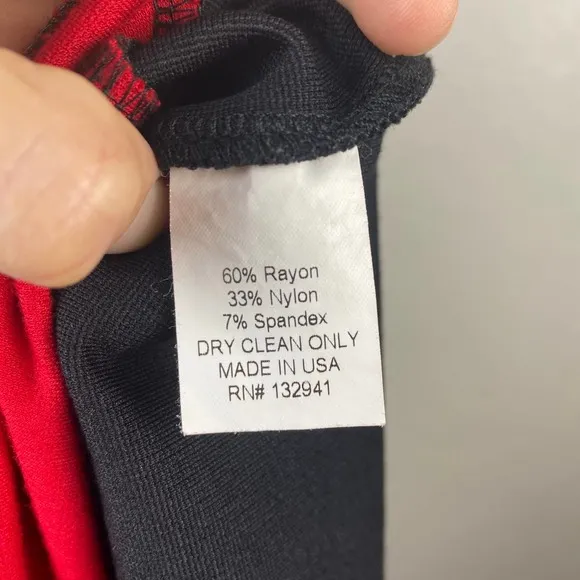 60% Rayon
33% Nylon
7% Spandex
DRY CLEAN ONLY
MADE IN USA
RN# 132941